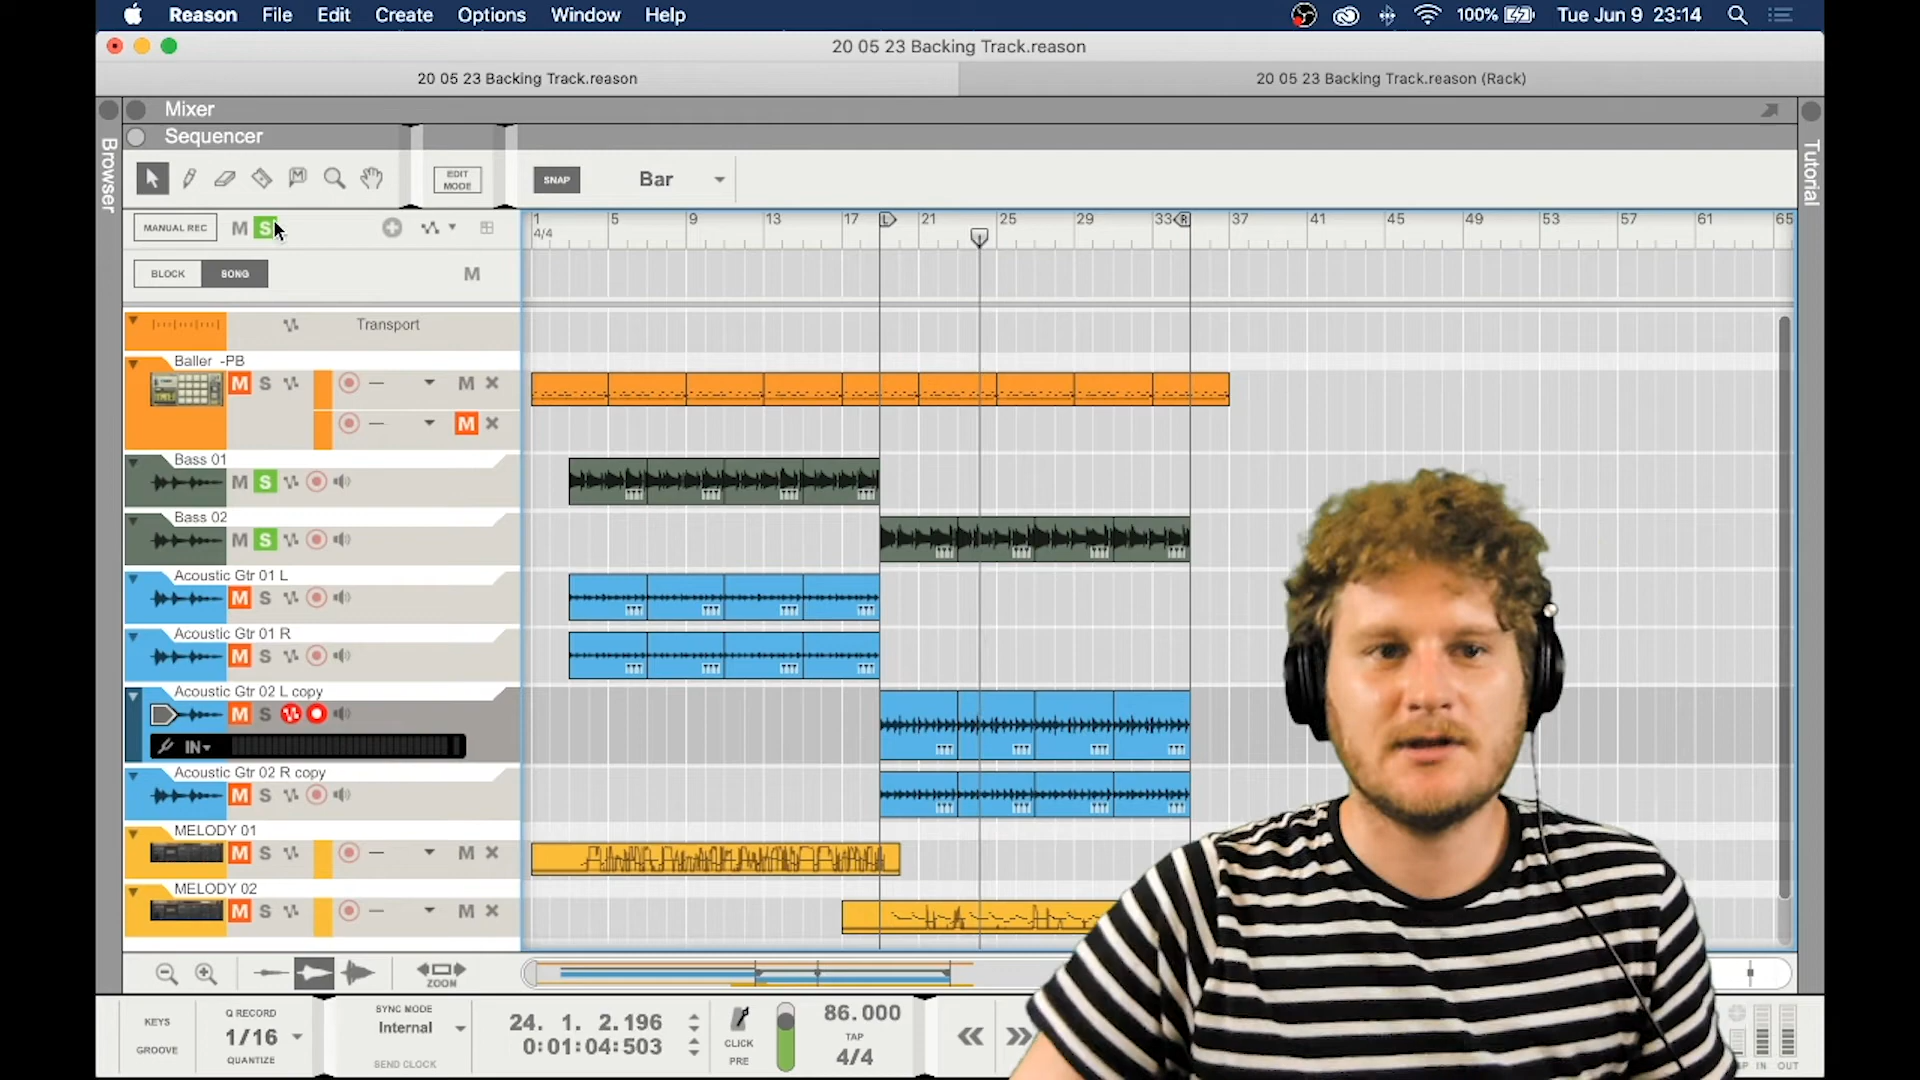 Reason File Edit Create Options Window Help 100% Tue Jun 9 23:14
20 05 23 Backing Track.reason
20 05 23 Backing Track.reason 20 05 23 Backing Track.reason (Rack)
Mixer
Sequencer
Browser
Tutorial
EDIT MODE
SNAP Bar
MANUAL REC M S
1 5 9 13 17 L 21 25 29 33 R 37 41 45 49 53 57 61 65
4/4
BLOCK SONG M
Transport
Baller -PB
M S M
M
Bass 01
M S
Bass 02
M S
Acoustic Gtr 01 L
M S
Acoustic Gtr 01 R
M S
Acoustic Gtr 02 L copy
M S
IN
Acoustic Gtr 02 R copy
M S
MELODY 01
M S M
MELODY 02
M S M
ZOOM
KEYS
GROOVE
Q RECORD
1/16
QUANTIZE
SYNC MODE
Internal
SEND CLOCK
24. 1. 2.196
0:01:04:503
CLICK
PRE
86.000
TAP
4/4
IN OUT